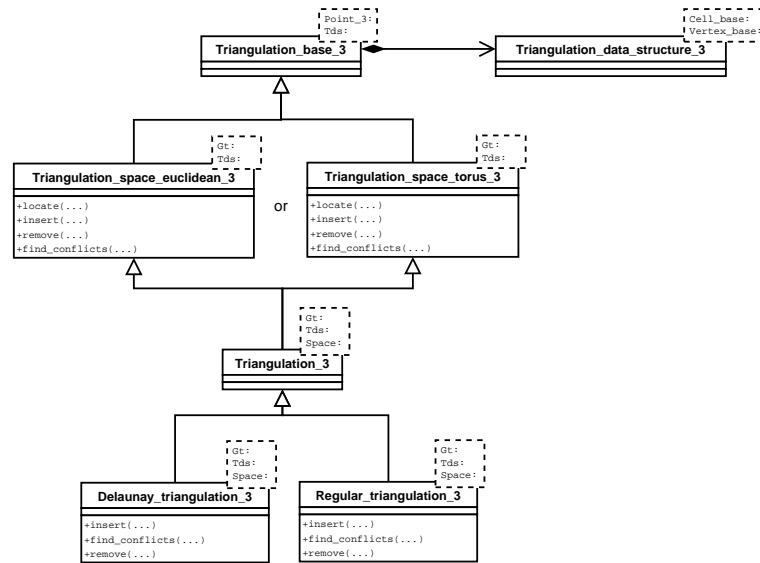 Point_3:
Tds:
Triangulation_base_3
Cell_base:
Vertex_base:
Triangulation_data_structure_3
Gt:
Tds:
Triangulation_space_euclidean_3
+locate(...)
+insert(...)
+remove(...)
+find_conflicts(...)
or
Gt:
Tds:
Triangulation_space_torus_3
+locate(...)
+insert(...)
+remove(...)
+find_conflicts(...)
Gt:
Tds:
Space:
Triangulation_3
Gt:
Tds:
Space:
Delaunay_triangulation_3
+insert(...)
+find_conflicts(...)
+remove(...)
Gt:
Tds:
Space:
Regular_triangulation_3
+insert(...)
+find_conflicts(...)
+remove(...)